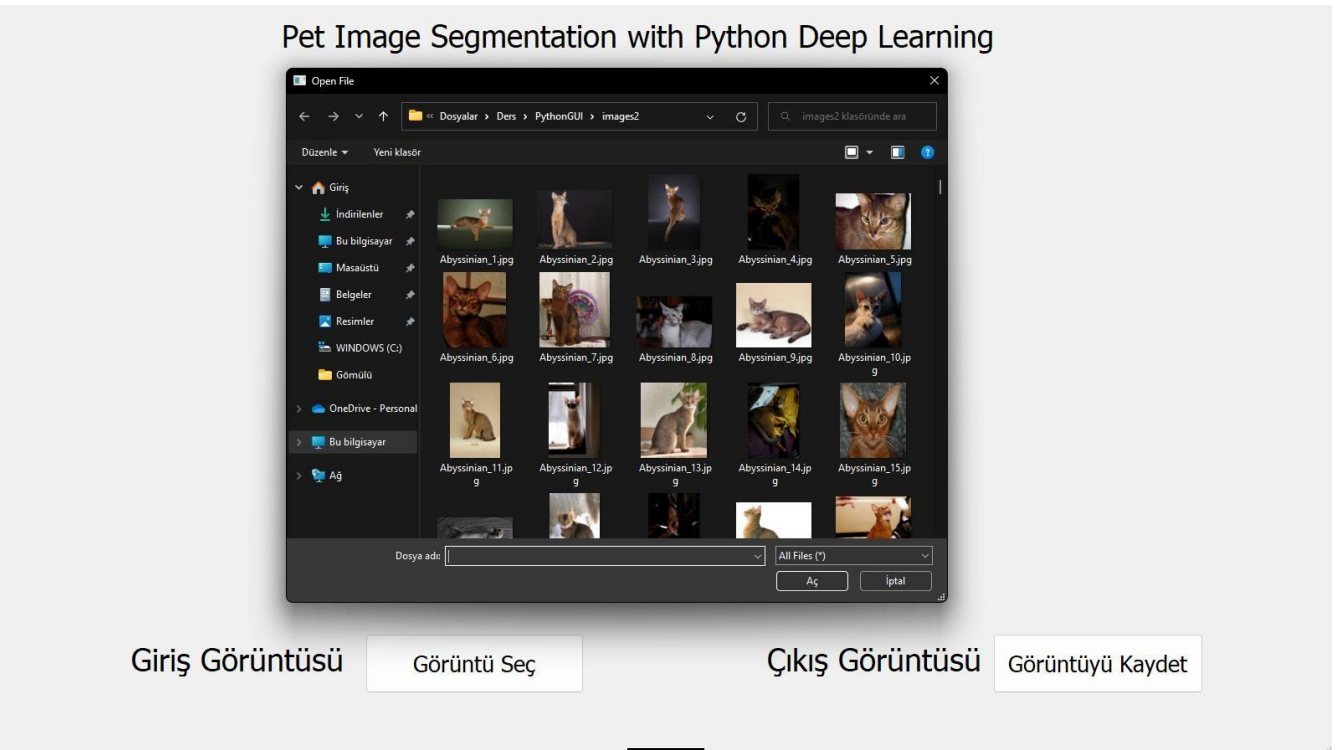 Pet Image Segmentation with Python Deep Learning
Open File
« Dosyalar › Ders › PythonGUI › images2
images2 klasöründe ara
Düzenle
Yeni klasör
Giriş
İndirilenler
Bu bilgisayar
Masaüstü
Belgeler
Resimler
WINDOWS (C:)
Gömülü
OneDrive - Personal
Bu bilgisayar
Ağ
Abyssinian_1.jpg
Abyssinian_2.jpg
Abyssinian_3.jpg
Abyssinian_4.jpg
Abyssinian_5.jpg
Abyssinian_6.jpg
Abyssinian_7.jpg
Abyssinian_8.jpg
Abyssinian_9.jpg
Abyssinian_10.jp
g
Abyssinian_11.jp
g
Abyssinian_12.jp
g
Abyssinian_13.jp
g
Abyssinian_14.jp
g
Abyssinian_15.jp
g
Dosya adı:
All Files (*)
Aç
İptal
Giriş Görüntüsü
Görüntü Seç
Çıkış Görüntüsü
Görüntüyü Kaydet